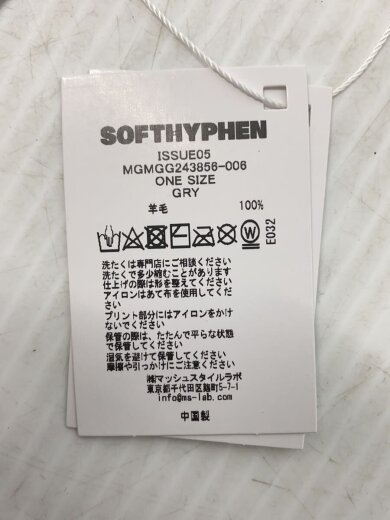 SOFTHYPHEN
ISSUE05
MGMGG243856-006
ONE SIZE
GRY
羊毛 100%
W
E032
洗たくは専門店にご相談ください
洗たくで多少縮むことがあります
仕上げの際は形を整えてください
アイロンはあて布を使用してください
プリント部分にはアイロンをかけ
ないでください
保管の際は、たたんで平らな状態
で保管してください
湿気を避けて保管してください
摩擦や引っかけにご注意ください
㈱マッシュスタイルラボ
東京都千代田区麹町5-7-1
info@ms-lab.com
中国製